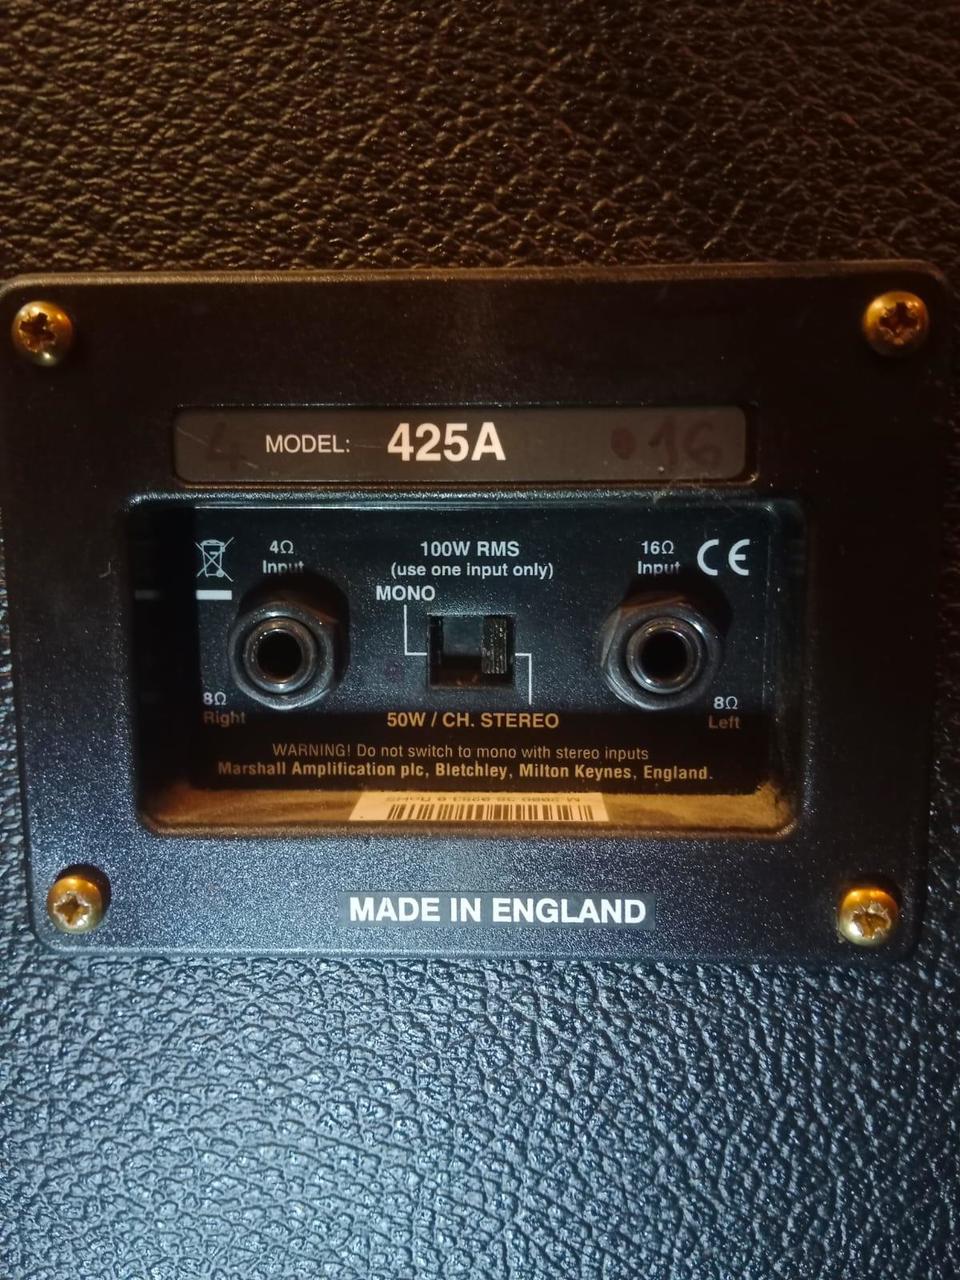 4 MODEL: 425A 16
4Ω
Input
100W RMS
(use one input only)
16Ω
Input
CE
MONO
8Ω
Right
50W / CH. STEREO
8Ω
Left
WARNING! Do not switch to mono with stereo inputs
Marshall Amplification plc, Bletchley, Milton Keynes, England.
MADE IN ENGLAND